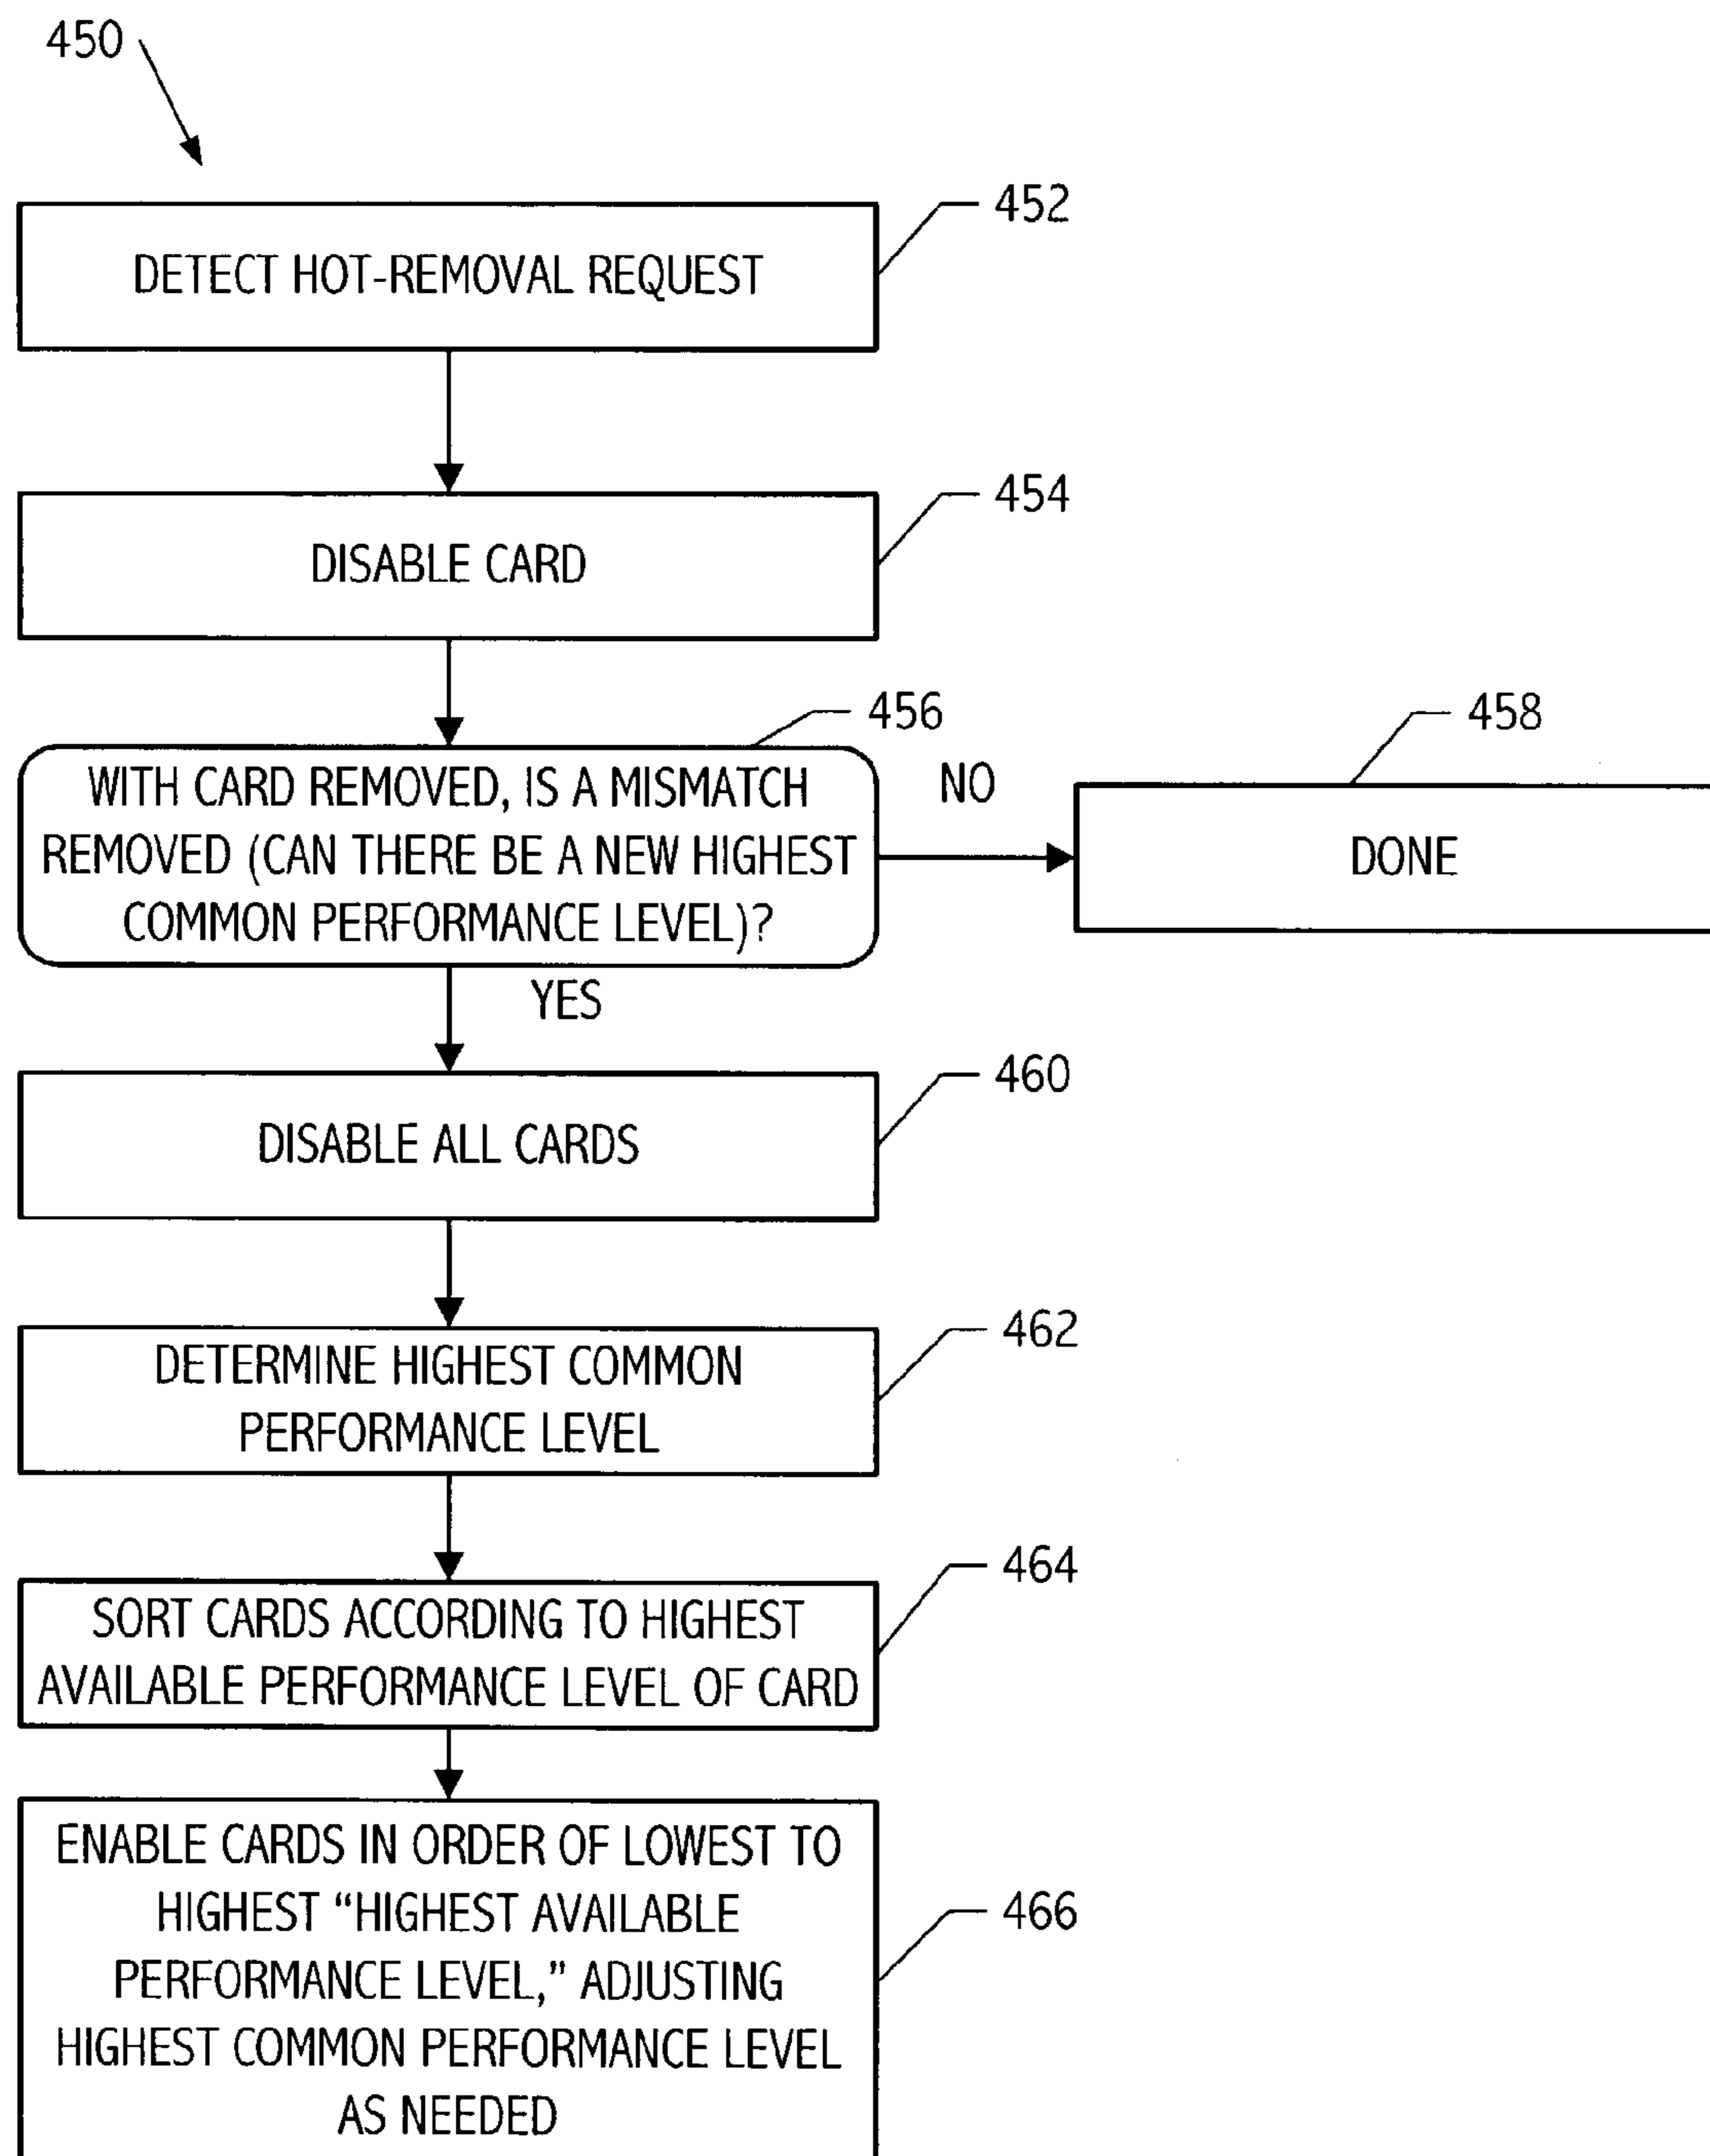 450
452
DETECT HOT-REMOVAL REQUEST
454
DISABLE CARD
456
WITH CARD REMOVED, IS A MISMATCH
REMOVED (CAN THERE BE A NEW HIGHEST
COMMON PERFORMANCE LEVEL)?
NO
458
DONE
YES
460
DISABLE ALL CARDS
462
DETERMINE HIGHEST COMMON
PERFORMANCE LEVEL
464
SORT CARDS ACCORDING TO HIGHEST
AVAILABLE PERFORMANCE LEVEL OF CARD
466
ENABLE CARDS IN ORDER OF LOWEST TO
HIGHEST “HIGHEST AVAILABLE
PERFORMANCE LEVEL,” ADJUSTING
HIGHEST COMMON PERFORMANCE LEVEL
AS NEEDED